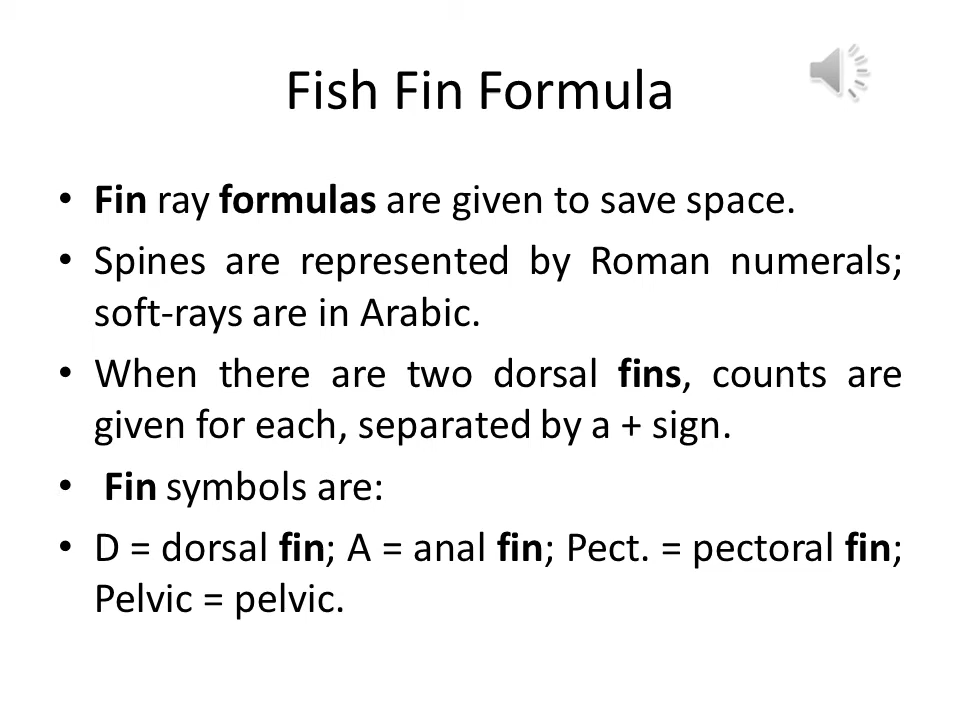 Fish Fin Formula
• Fin ray formulas are given to save space.
• Spines are represented by Roman numerals;
soft-rays are in Arabic.
• When there are two dorsal fins, counts are
given for each, separated by a + sign.
• Fin symbols are:
• D = dorsal fin; A = anal fin; Pect. = pectoral fin;
Pelvic = pelvic.